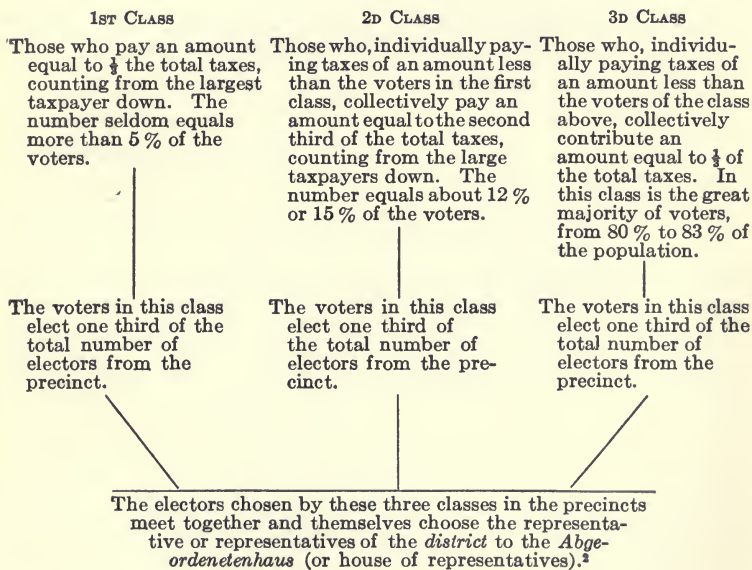 1ST CLASS
Those who pay an amount
equal to ⅓ the total taxes,
counting from the largest
taxpayer down. The
number seldom equals
more than 5 % of the
voters.
The voters in this class
elect one third of the
total number of
electors from the
precinct.
2D CLASS
Those who, individually pay-
ing taxes of an amount less
than the voters in the first
class, collectively pay an
amount equal to the second
third of the total taxes,
counting from the large
taxpayers down. The
number equals about 12 %
or 15 % of the voters.
The voters in this class
elect one third of
the total number of
electors from the pre-
cinct.
3D CLASS
Those who, individu-
ally paying taxes of
an amount less than
the voters of the class
above, collectively
contribute an
amount equal to ⅓ of
the total taxes. In
this class is the great
majority of voters,
from 80 % to 83 % of
the population.
The voters in this class
elect one third of the
total number of
electors from the
precinct.
The electors chosen by these three classes in the precincts
meet together and themselves choose the representa-
tive or representatives of the district to the Abge-
ordenetenhaus (or house of representatives).²